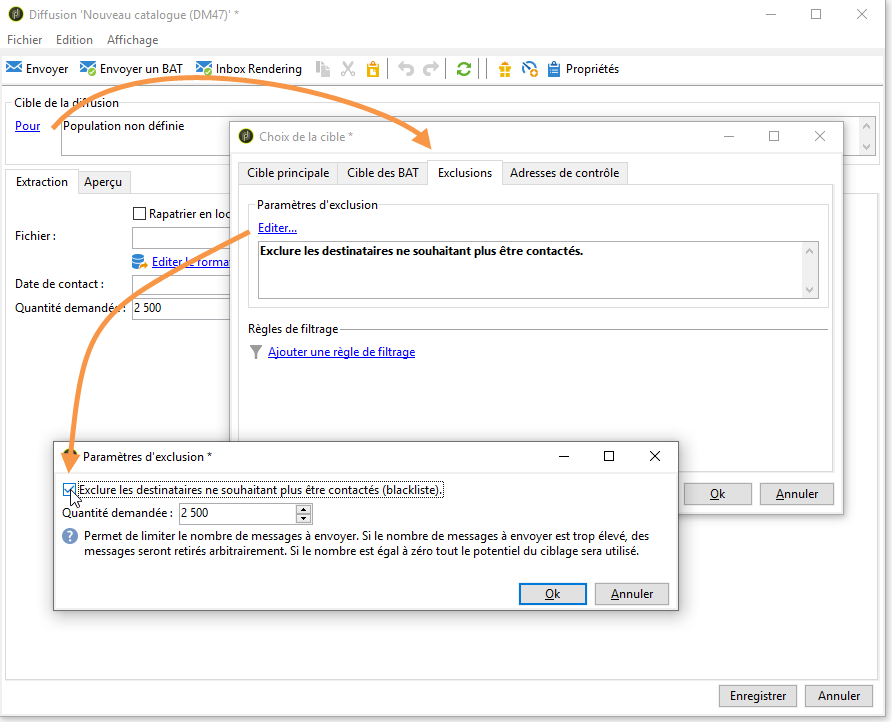 Diffusion 'Nouveau catalogue (DM47)' *
Fichier Edition Affichage
Envoyer Envoyer un BAT Inbox Rendering Propriétés
Cible de la diffusion
Pour Population non définie
Choix de la cible *
Cible principale Cible des BAT Exclusions Adresses de contrôle
Extraction Aperçu
Paramètres d'exclusion
Rapatrier en loc
Editer...
Fichier :
Exclure les destinataires ne souhaitant plus être contactés.
Editer le forma
Date de contact :
Quantité demandée : 2 500
Règles de filtrage
Ajouter une règle de filtrage
Paramètres d'exclusion *
Exclure les destinataires ne souhaitant plus être contactés (blackliste).
Ok Annuler
Quantité demandée : 2 500
Permet de limiter le nombre de messages à envoyer. Si le nombre de messages à envoyer est trop élevé, des
messages seront retirés arbitrairement. Si le nombre est égal à zéro tout le potentiel du ciblage sera utilisé.
Ok Annuler
Enregistrer Annuler